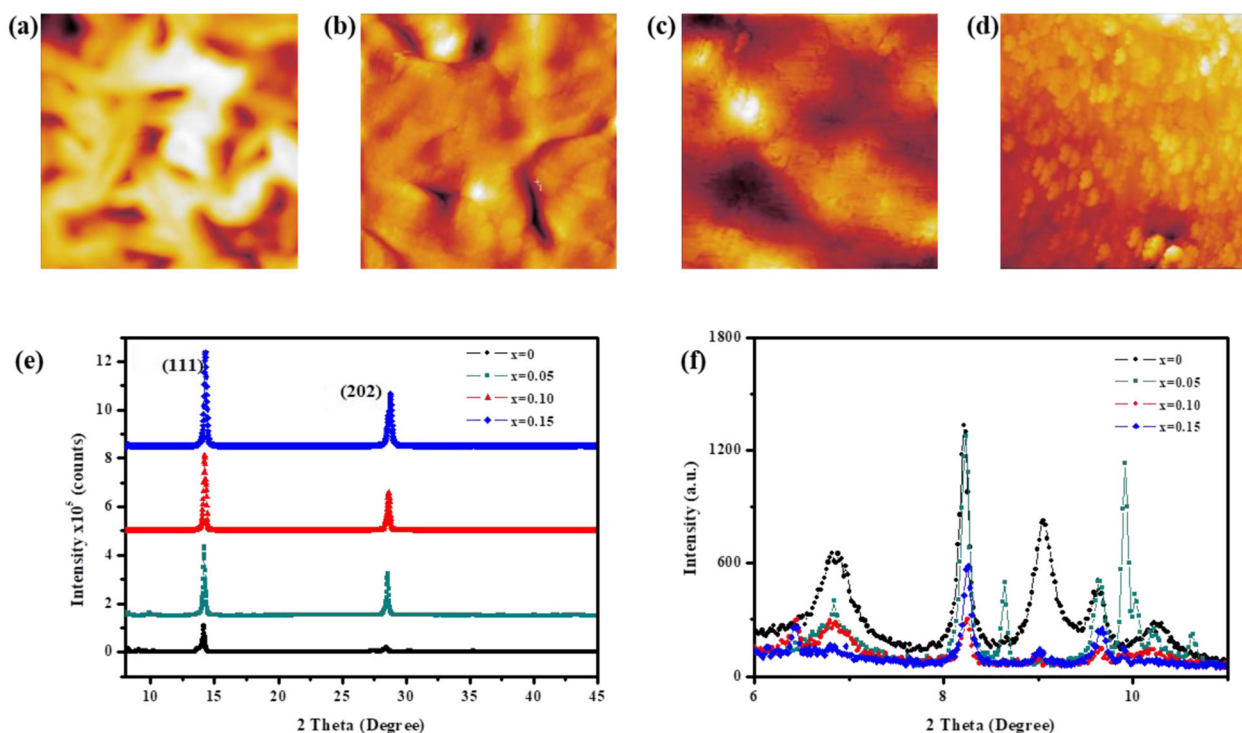 (a)
(b)
(c)
(d)
(e)
Intensity x10⁵ (counts)
12
10
8
6
4
2
0
(111)
(202)
x=0
x=0.05
x=0.10
x=0.15
10 15 20 25 30 35 40 45
2 Theta (Degree)
(f)
Intensity (a.u.)
1800
1200
600
0
x=0
x=0.05
x=0.10
x=0.15
6 8 10
2 Theta (Degree)